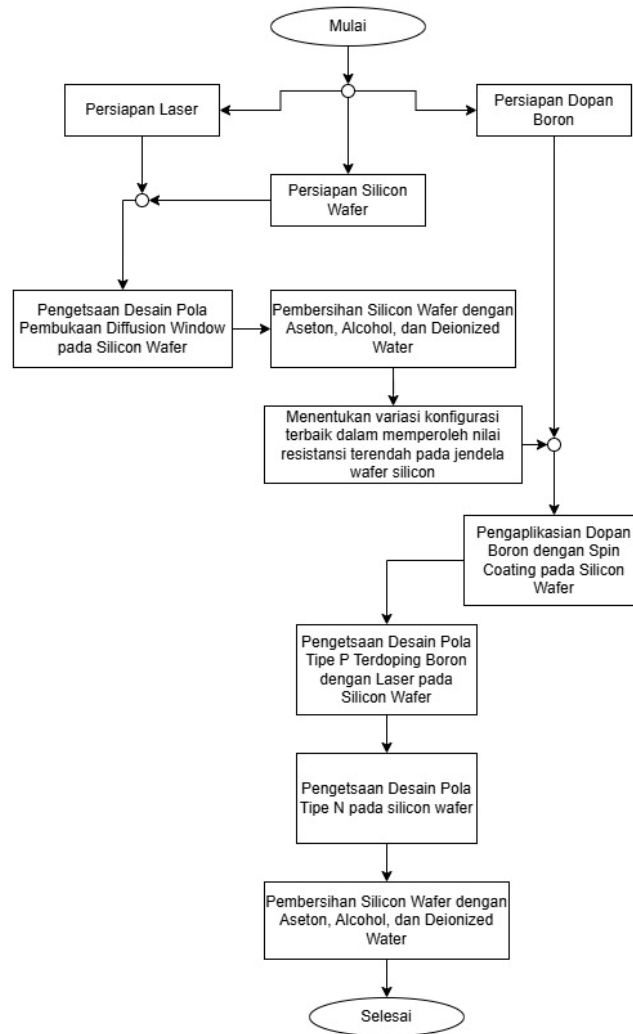 Mulai
Persiapan Laser
Persiapan Dopan
Boron
Persiapan Silicon
Wafer
Pengetsaan Desain Pola
Pembukaan Diffusion Window
pada Silicon Wafer
Pembersihan Silicon Wafer dengan
Aseton, Alcohol, dan Deionized
Water
Menentukan variasi konfigurasi
terbaik dalam memperoleh nilai
resistansi terendah pada jendela
wafer silicon
Pengaplikasian Dopan
Boron dengan Spin
Coating pada Silicon
Wafer
Pengetsaan Desain Pola
Tipe P Terdoping Boron
dengan Laser pada
Silicon Wafer
Pengetsaan Desain Pola
Tipe N pada silicon wafer
Pembersihan Silicon Wafer dengan
Aseton, Alcohol, dan Deionized
Water
Selesai